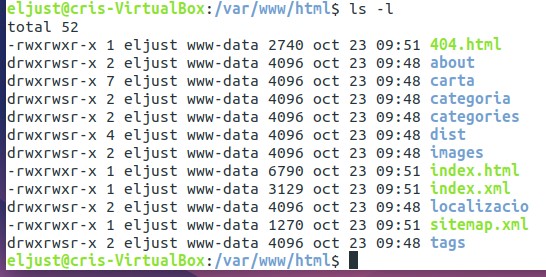 eljust@cris-VirtualBox:/var/www/html$ ls -l
total 52
-rwxrwxr-x 1 eljust www-data 2740 oct 23 09:51 404.html
drwxrwsr-x 2 eljust www-data 4096 oct 23 09:48 about
drwxrwsr-x 7 eljust www-data 4096 oct 23 09:48 carta
drwxrwsr-x 2 eljust www-data 4096 oct 23 09:48 categoria
drwxrwsr-x 2 eljust www-data 4096 oct 23 09:48 categories
drwxrwsr-x 4 eljust www-data 4096 oct 23 09:48 dist
drwxrwsr-x 2 eljust www-data 4096 oct 23 09:48 images
-rwxrwxr-x 1 eljust www-data 6790 oct 23 09:51 index.html
-rwxrwxr-x 1 eljust www-data 3129 oct 23 09:51 index.xml
drwxrwsr-x 2 eljust www-data 4096 oct 23 09:48 localizacio
-rwxrwxr-x 1 eljust www-data 1270 oct 23 09:51 sitemap.xml
drwxrwsr-x 2 eljust www-data 4096 oct 23 09:48 tags
eljust@cris-VirtualBox:/var/www/html$